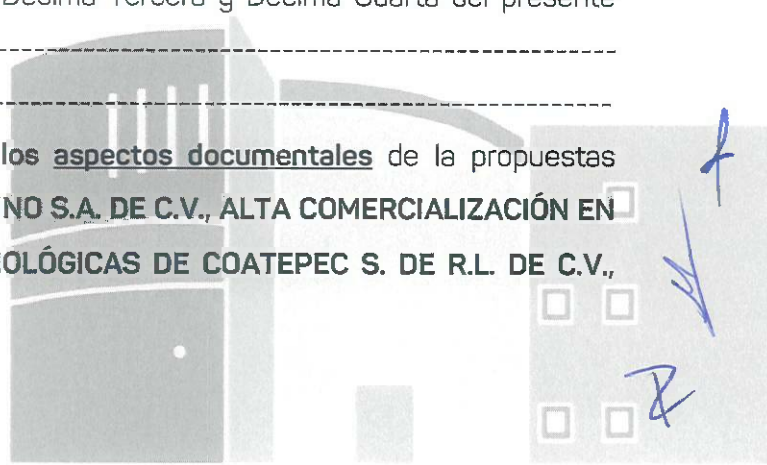 Décima Tercera y Décima Cuarta del presente
los aspectos documentales de la propuestas
NO S.A. DE C.V., ALTA COMERCIALIZACIÓN EN
OLÓGICAS DE COATEPEC S. DE R.L. DE C.V.,